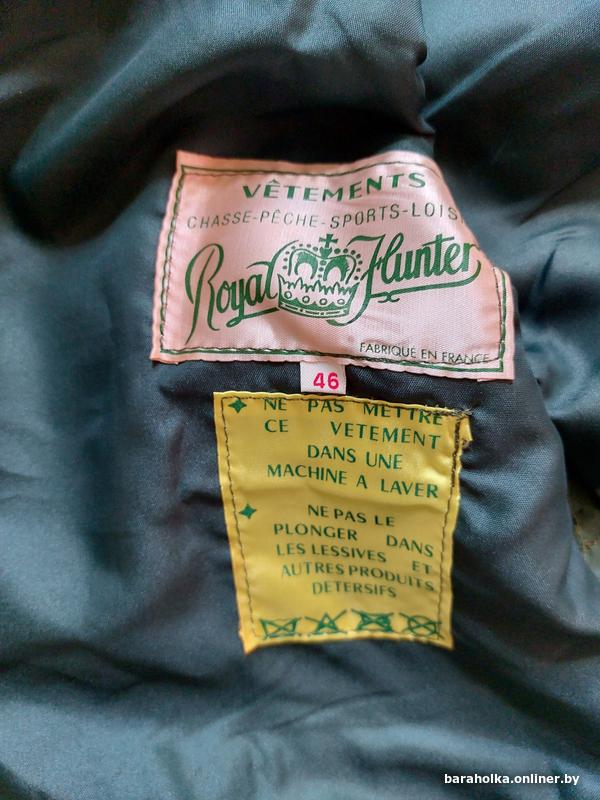 VÊTEMENTS
CHASSE-PÊCHE-SPORTS-LOIS
Royal Hunter
FABRIQUÉ EN FRANCE
46
NE PAS METTRE
CE VETEMENT
DANS UNE
MACHINE A LAVER
NE PAS LE
PLONGER DANS
LES LESSIVES ET
AUTRES PRODUITS
DETERSIFS
baraholka.onliner.by